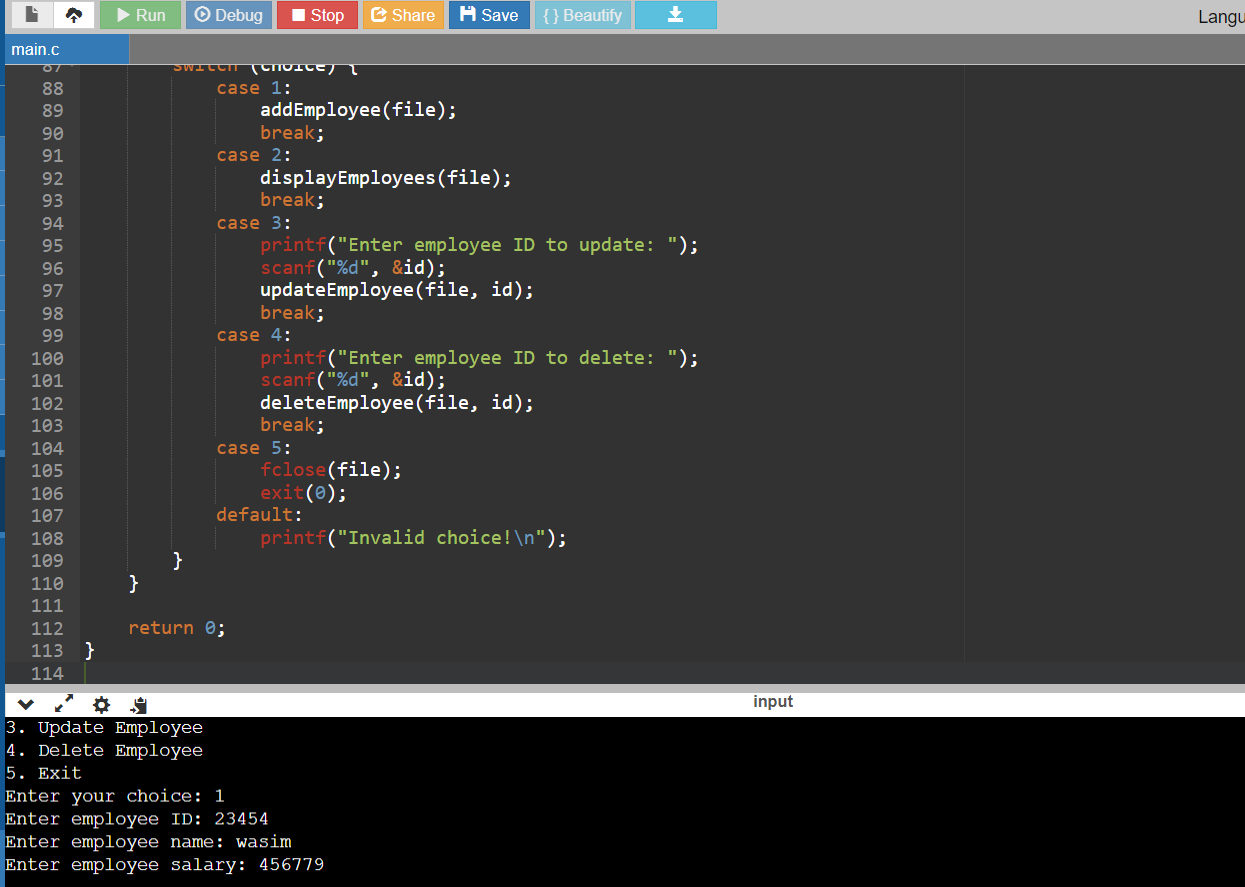 Run Debug Stop Share Save { } Beautify Langu
main.c
87 switch (choice) {
88 case 1:
89 addEmployee(file);
90 break;
91 case 2:
92 displayEmployees(file);
93 break;
94 case 3:
95 printf("Enter employee ID to update: ");
96 scanf("%d", &id);
97 updateEmployee(file, id);
98 break;
99 case 4:
100 printf("Enter employee ID to delete: ");
101 scanf("%d", &id);
102 deleteEmployee(file, id);
103 break;
104 case 5:
105 fclose(file);
106 exit(0);
107 default:
108 printf("Invalid choice!\n");
109 }
110 }
111
112 return 0;
113 }
114
input
3. Update Employee
4. Delete Employee
5. Exit
Enter your choice: 1
Enter employee ID: 23454
Enter employee name: wasim
Enter employee salary: 456779